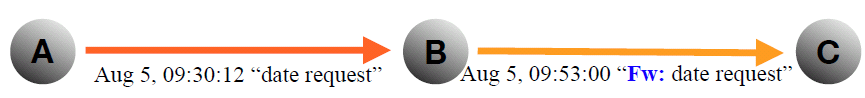 A
B
C
Aug 5, 09:30:12 “date request”
Aug 5, 09:53:00 “Fw: date request”